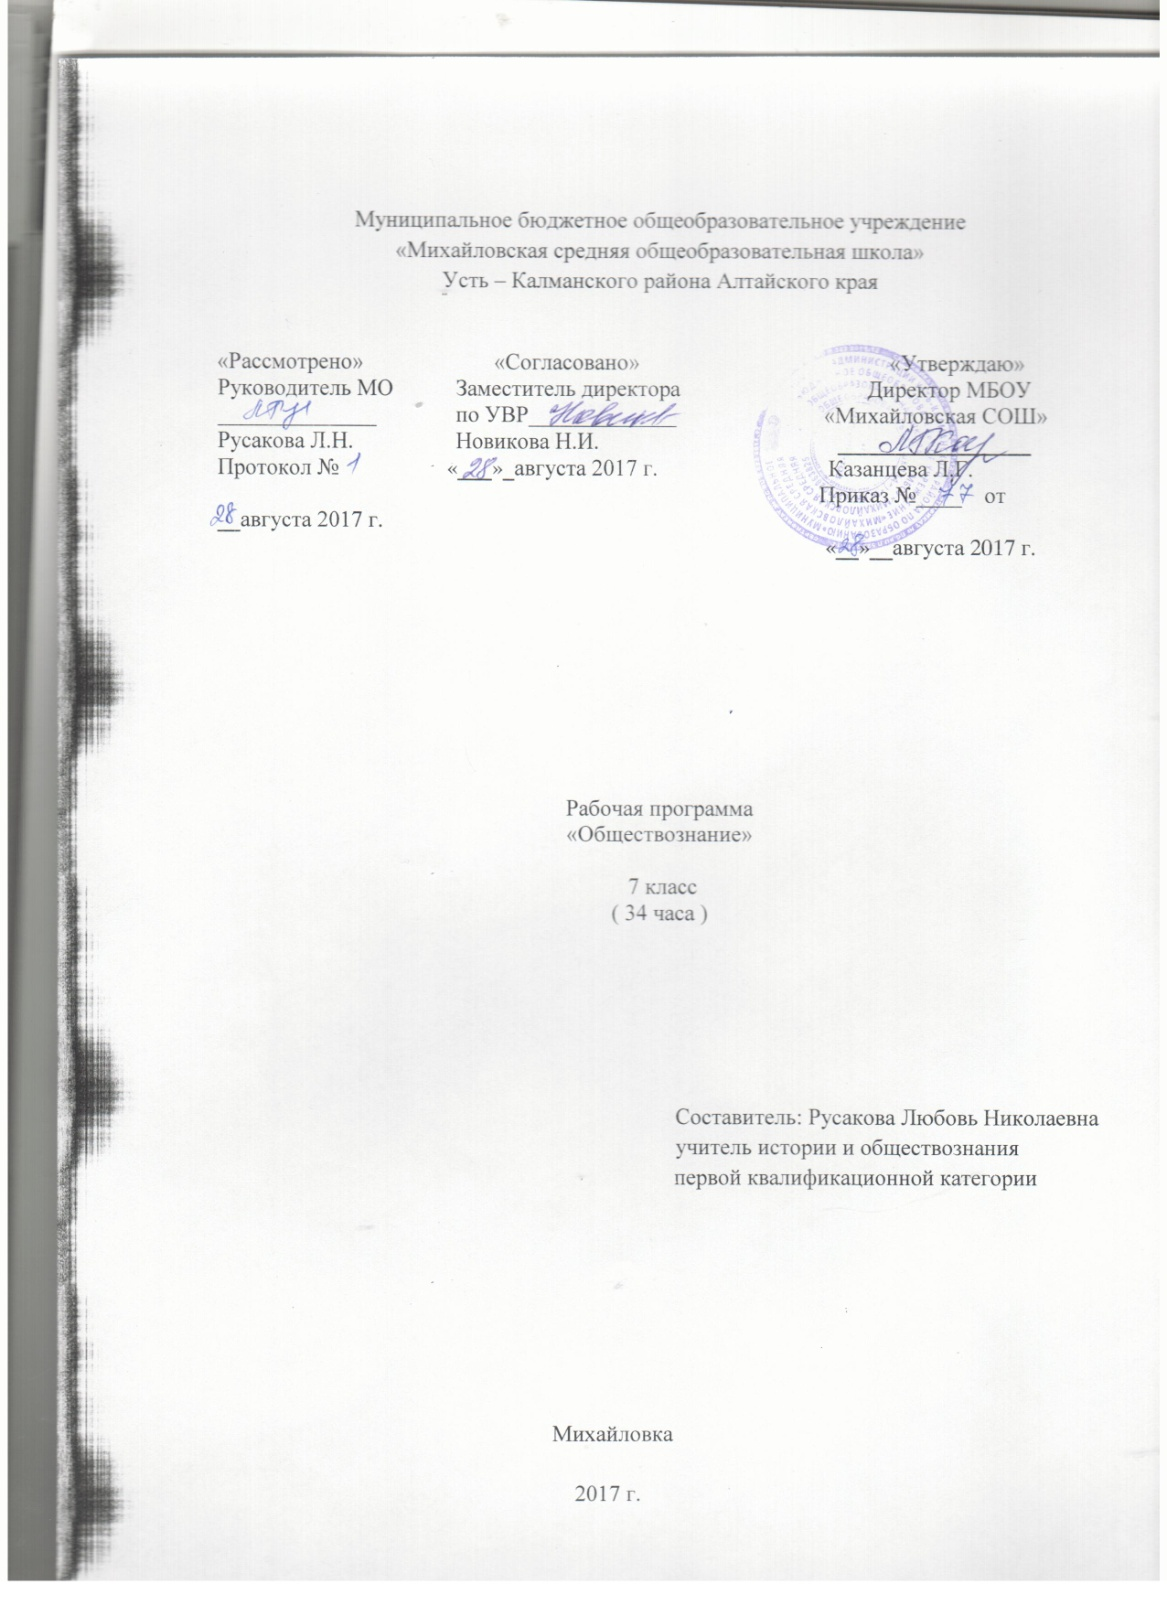 Муниципальное бюджетное общеобразовательное учреждение
«Михайловская средняя общеобразовательная школа»
Усть – Калманского района Алтайского края
«Рассмотрено»
Руководитель МО
Русакова Л.Н.
Протокол № 1
28 августа 2017 г.
«Согласовано»
Заместитель директора
по УВР
Новикова Н.И.
«28» августа 2017 г.
«Утверждаю»
Директор МБОУ
«Михайловская СОШ»
Казанцева Л.Г.
Приказ № 77 от
«28» августа 2017 г.
Рабочая программа
«Обществознание»
7 класс
( 34 часа )
Составитель: Русакова Любовь Николаевна
учитель истории и обществознания
первой квалификационной категории
Михайловка
2017 г.